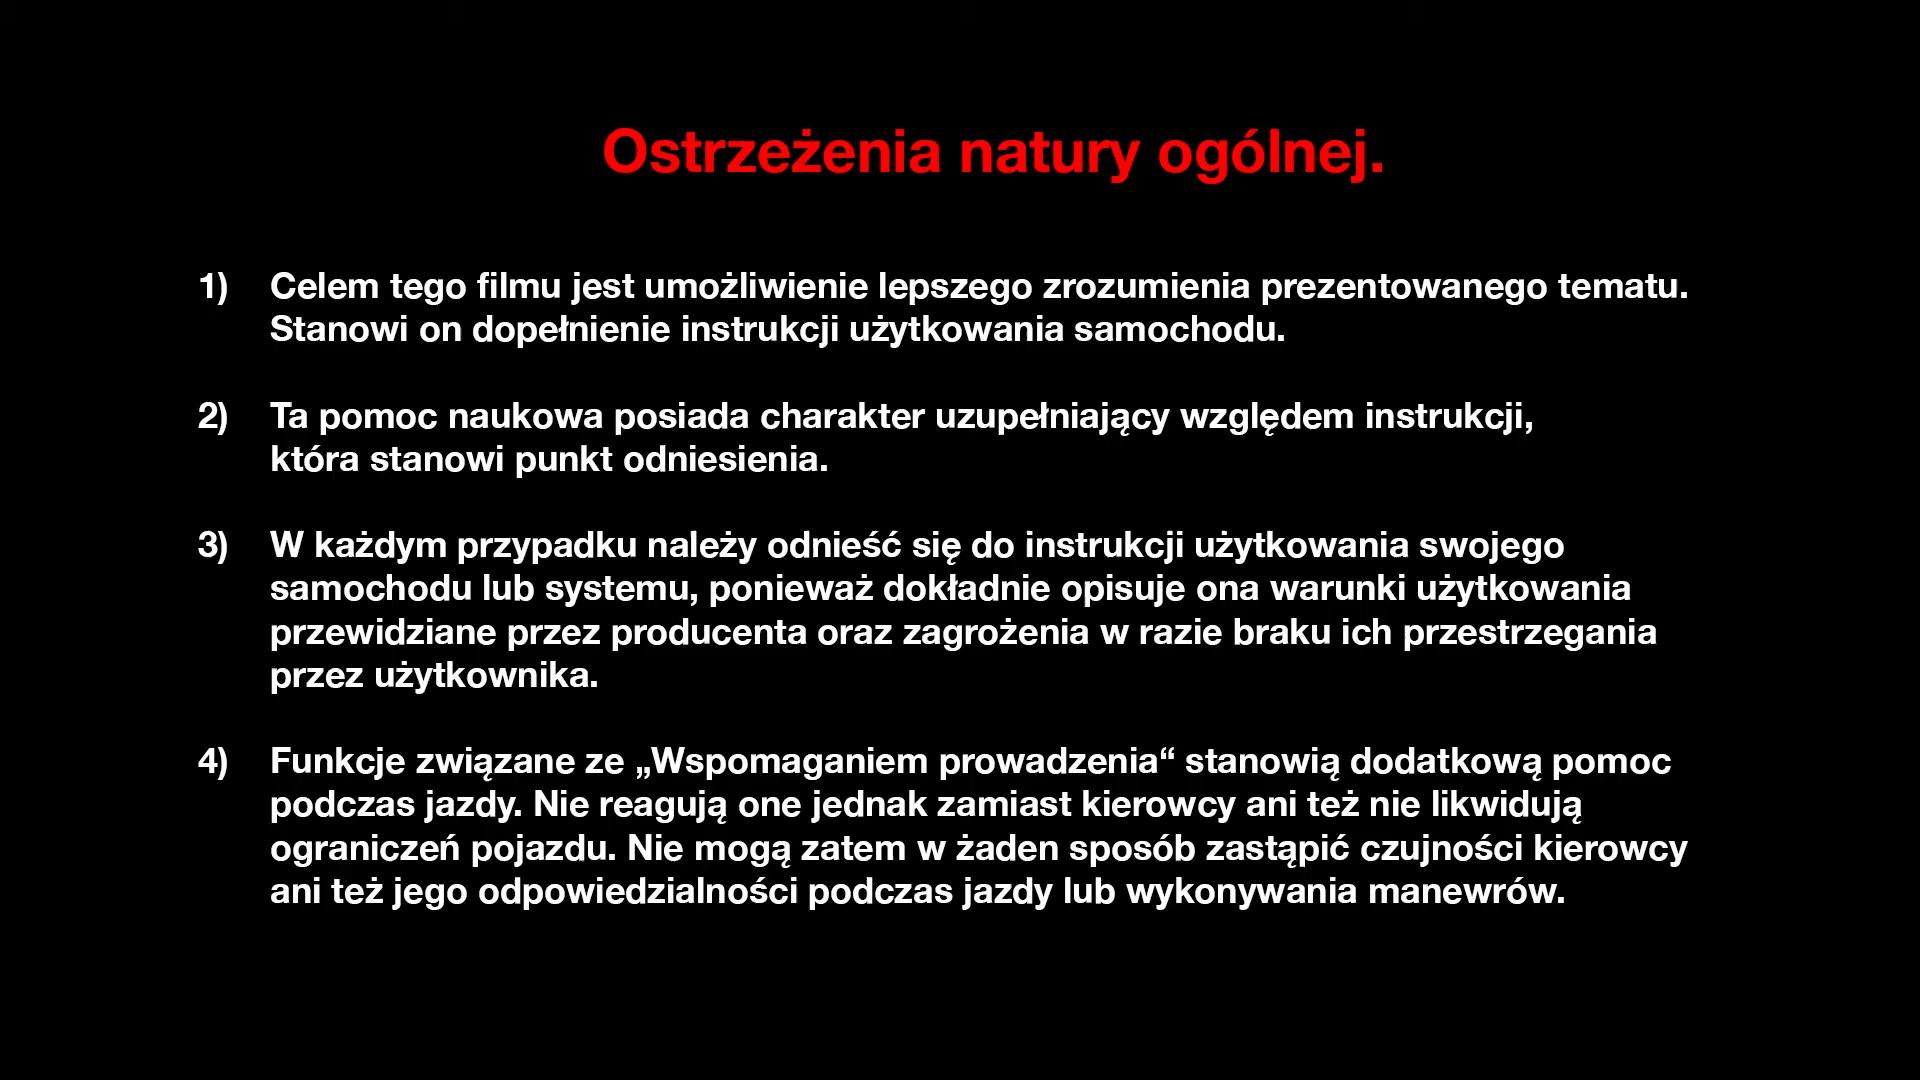 Ostrzeżenia natury ogólnej.
1) Celem tego filmu jest umożliwienie lepszego zrozumienia prezentowanego tematu.
Stanowi on dopełnienie instrukcji użytkowania samochodu.
2) Ta pomoc naukowa posiada charakter uzupełniający względem instrukcji,
która stanowi punkt odniesienia.
3) W każdym przypadku należy odnieść się do instrukcji użytkowania swojego
samochodu lub systemu, ponieważ dokładnie opisuje ona warunki użytkowania
przewidziane przez producenta oraz zagrożenia w razie braku ich przestrzegania
przez użytkownika.
4) Funkcje związane ze „Wspomaganiem prowadzenia“ stanowią dodatkową pomoc
podczas jazdy. Nie reagują one jednak zamiast kierowcy ani też nie likwidują
ograniczeń pojazdu. Nie mogą zatem w żaden sposób zastąpić czujności kierowcy
ani też jego odpowiedzialności podczas jazdy lub wykonywania manewrów.